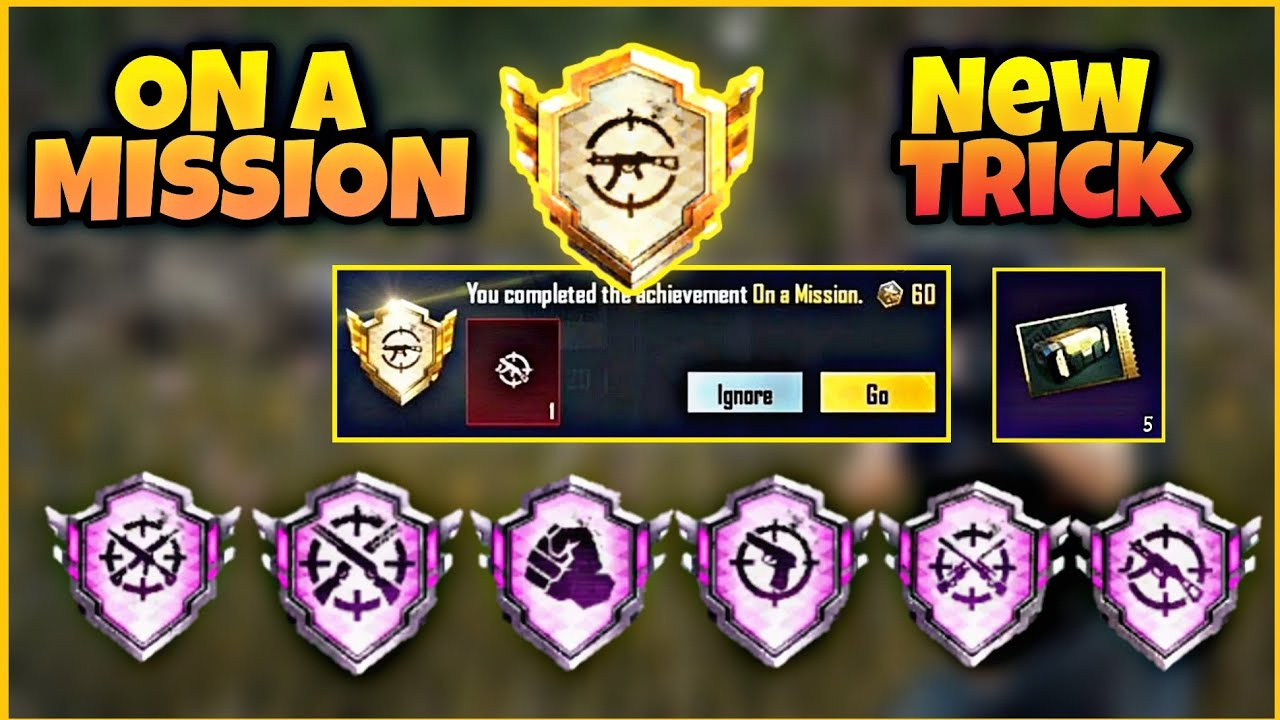 ON A
MISSION
New
TRICK
You completed the achievement On a Mission. 60
1
Ignore
Go
5